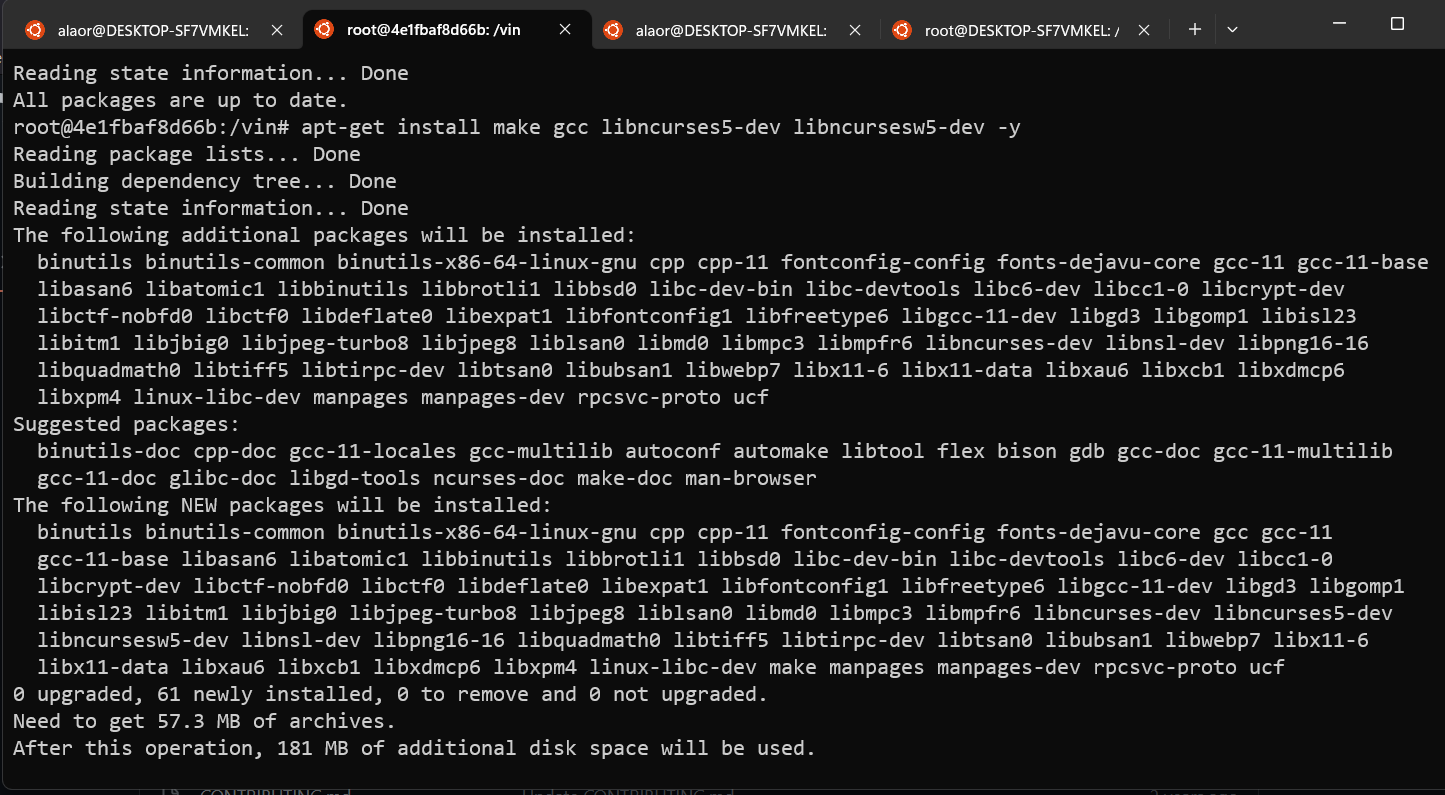 alaor@DESKTOP-SF7VMKEL:
root@4e1fbaf8d66b: /vin
alaor@DESKTOP-SF7VMKEL:
root@DESKTOP-SF7VMKEL: /
Reading state information... Done
All packages are up to date.
root@4e1fbaf8d66b:/vin# apt-get install make gcc libncurses5-dev libncursesw5-dev -y
Reading package lists... Done
Building dependency tree... Done
Reading state information... Done
The following additional packages will be installed:
binutils binutils-common binutils-x86-64-linux-gnu cpp cpp-11 fontconfig-config fonts-dejavu-core gcc-11 gcc-11-base
libasan6 libatomic1 libbinutils libbrotli1 libbsd0 libc-dev-bin libc-devtools libc6-dev libcc1-0 libcrypt-dev
libctf-nobfd0 libctf0 libdeflate0 libexpat1 libfontconfig1 libfreetype6 libgcc-11-dev libgd3 libgomp1 libisl23
libitm1 libjbig0 libjpeg-turbo8 libjpeg8 liblsan0 libmd0 libmpc3 libmpfr6 libncurses-dev libnsl-dev libpng16-16
libquadmath0 libtiff5 libtirpc-dev libtsan0 libubsan1 libwebp7 libx11-6 libx11-data libxau6 libxcb1 libxdmcp6
libxpm4 linux-libc-dev manpages manpages-dev rpcsvc-proto ucf
Suggested packages:
binutils-doc cpp-doc gcc-11-locales gcc-multilib autoconf automake libtool flex bison gdb gcc-doc gcc-11-multilib
gcc-11-doc glibc-doc libgd-tools ncurses-doc make-doc man-browser
The following NEW packages will be installed:
binutils binutils-common binutils-x86-64-linux-gnu cpp cpp-11 fontconfig-config fonts-dejavu-core gcc gcc-11
gcc-11-base libasan6 libatomic1 libbinutils libbrotli1 libbsd0 libc-dev-bin libc-devtools libc6-dev libcc1-0
libcrypt-dev libctf-nobfd0 libctf0 libdeflate0 libexpat1 libfontconfig1 libfreetype6 libgcc-11-dev libgd3 libgomp1
libisl23 libitm1 libjbig0 libjpeg-turbo8 libjpeg8 liblsan0 libmd0 libmpc3 libmpfr6 libncurses-dev libncurses5-dev
libncursesw5-dev libnsl-dev libpng16-16 libquadmath0 libtiff5 libtirpc-dev libtsan0 libubsan1 libwebp7 libx11-6
libx11-data libxau6 libxcb1 libxdmcp6 libxpm4 linux-libc-dev make manpages manpages-dev rpcsvc-proto ucf
0 upgraded, 61 newly installed, 0 to remove and 0 not upgraded.
Need to get 57.3 MB of archives.
After this operation, 181 MB of additional disk space will be used.
CONTRIBUTING.md Update CONTRIBUTING.md 2 years ago